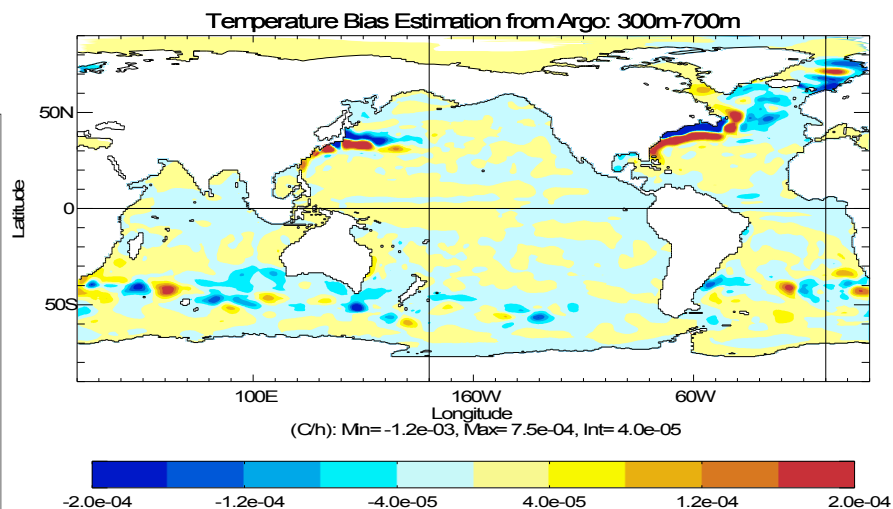 Temperature Bias Estimation from Argo: 300m-700m
Latitude
50N
0
50S
100E 160W 60W
Longitude
(C/h): Min= -1.2e-03, Max= 7.5e-04, Int= 4.0e-05
-2.0e-04 -1.2e-04 -4.0e-05 4.0e-05 1.2e-04 2.0e-04